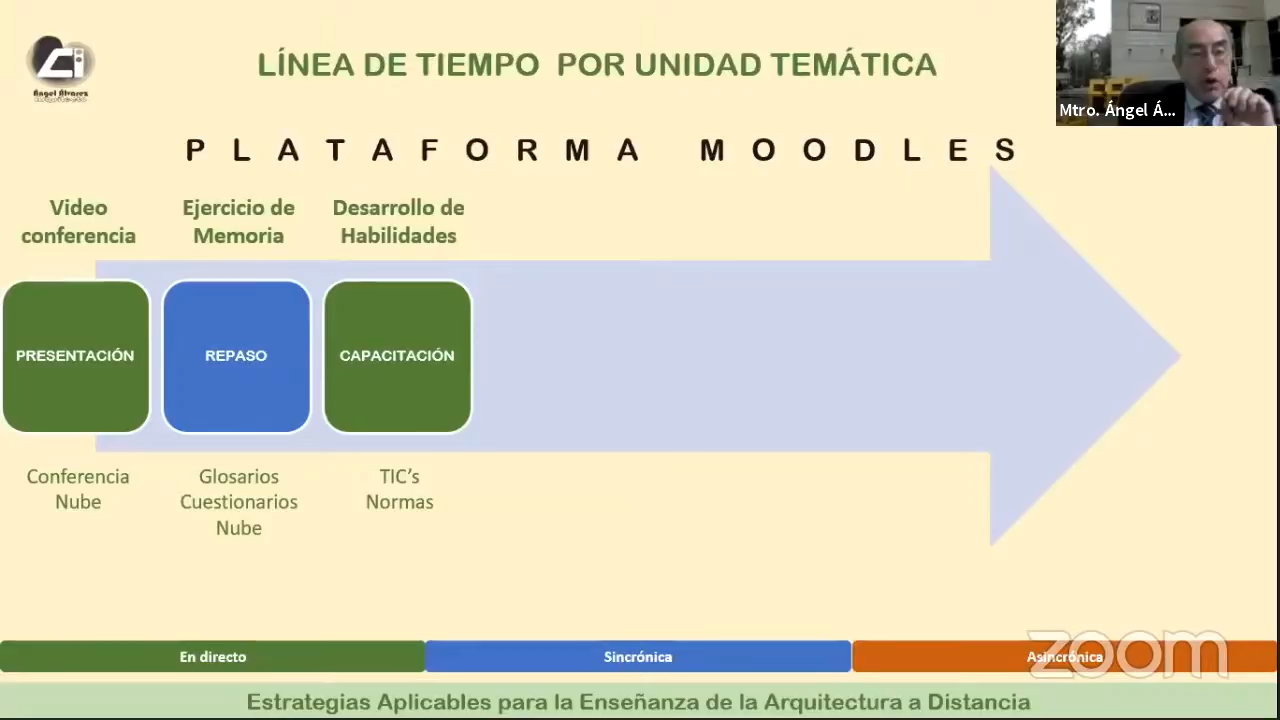 Ángel Álvarez
LÍNEA DE TIEMPO POR UNIDAD TEMÁTICA
Mtro. Ángel Á...
PLATAFORMA MOODLES
Video
conferencia
Ejercicio de
Memoria
Desarrollo de
Habilidades
PRESENTACIÓN
REPASO
CAPACITACIÓN
Conferencia
Nube
Glosarios
Cuestionarios
Nube
TIC's
Normas
En directo
Sincrónica
Asincrónica
zoom
Estrategias Aplicables para la Enseñanza de la Arquitectura a Distancia